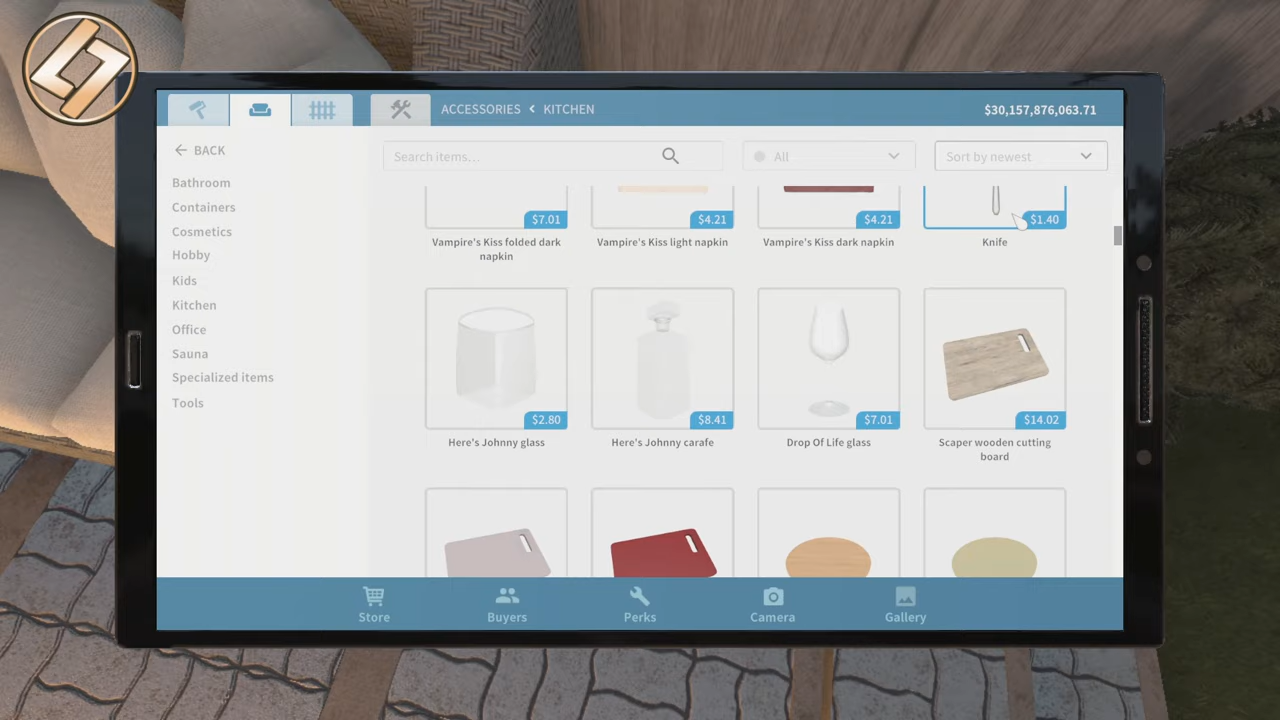 ACCESSORIES < KITCHEN
$30,157,876,063.71
BACK
Search items...
All
Sort by newest
Bathroom
Containers
Cosmetics
Hobby
Kids
Kitchen
Office
Sauna
Specialized items
Tools
$7.01
$4.21
$4.21
$1.40
Vampire's Kiss folded dark
napkin
Vampire's Kiss light napkin
Vampire's Kiss dark napkin
Knife
$2.80
$8.41
$7.01
$14.02
Here's Johnny glass
Here's Johnny carafe
Drop Of Life glass
Scaper wooden cutting
board
Store
Buyers
Perks
Camera
Gallery